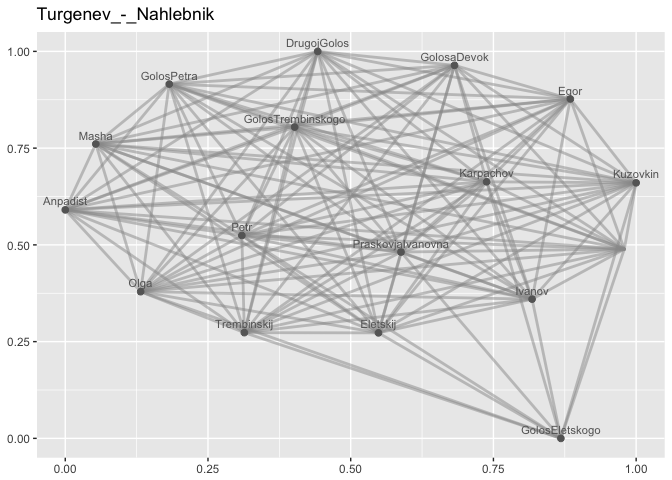 Turgenev_-_Nahlebnik
1.00
0.75
0.50
0.25
0.00
DrugojGolos
GolosaDevok
GolosPetra
Egor
GolosTrembinskogo
Masha
Karpachov
Kuzovkin
Anpadist
Petr
PraskovjaIvanovna
Olga
Ivanov
Trembinskij
Eletskij
GolosEletskogo
0.00
0.25
0.50
0.75
1.00